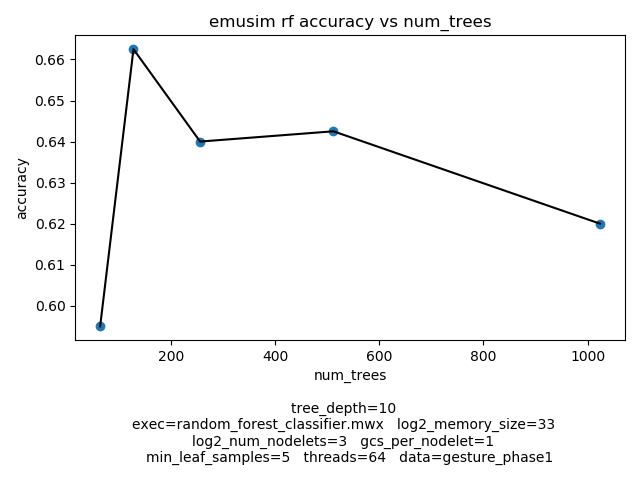 emusim rf accuracy vs num_trees
0.66
0.65
0.64
0.63
0.62
0.61
0.60
accuracy
200 400 600 800 1000
num_trees
tree_depth=10
exec=random_forest_classifier.mwx log2_memory_size=33
log2_num_nodelets=3 gcs_per_nodelet=1
min_leaf_samples=5 threads=64 data=gesture_phase1